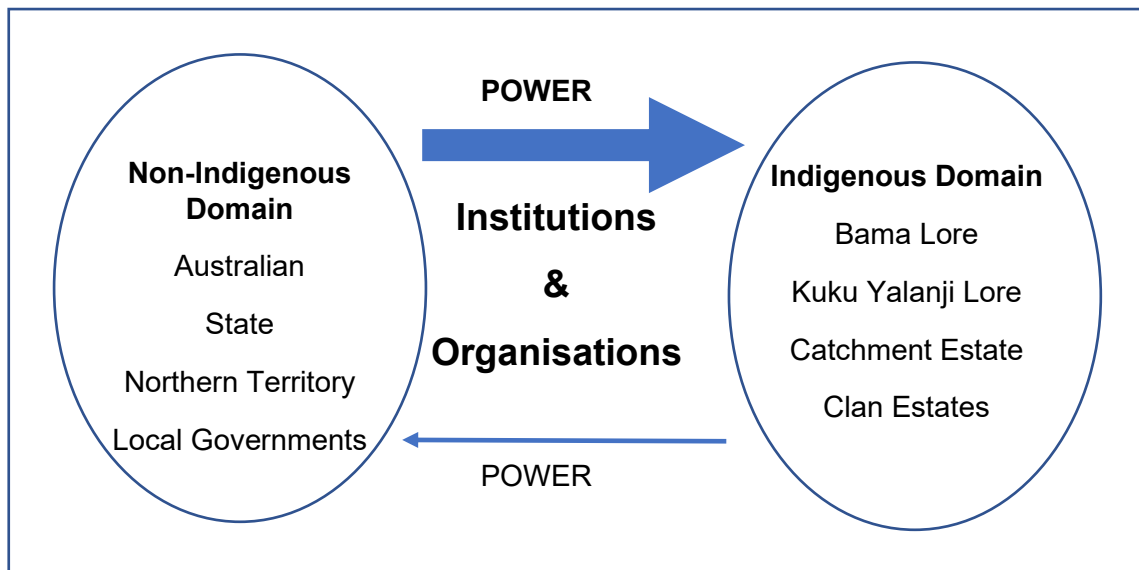 POWER
Non-Indigenous
Domain
Australian
State
Northern Territory
Local Governments
Institutions
&
Organisations
POWER
Indigenous Domain
Bama Lore
Kuku Yalanji Lore
Catchment Estate
Clan Estates